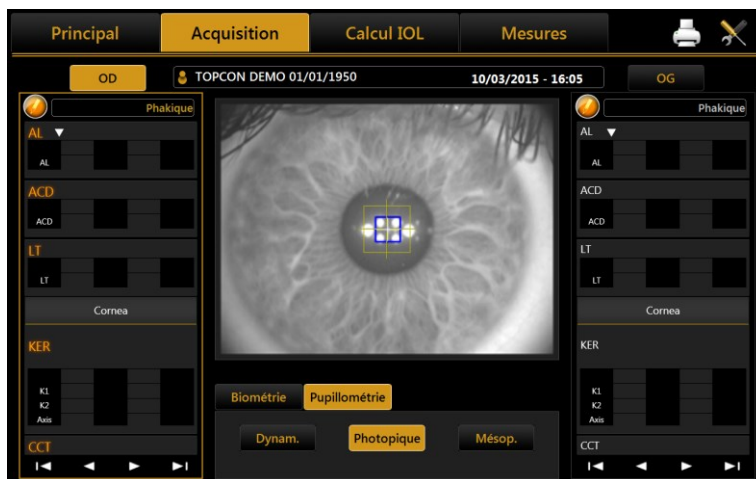 Principal Acquisition Calcul IOL Mesures
OD TOPCON DEMO 01/01/1950 10/03/2015 - 16:05 OG
Phakique
AL
AL
ACD
ACD
LT
LT
Cornea
KER
K1
K2
Axis
CCT
Biométrie Pupillométrie
Dynam. Photopique Mésop.
Phakique
AL
AL
ACD
ACD
LT
LT
Cornea
KER
K1
K2
Axis
CCT